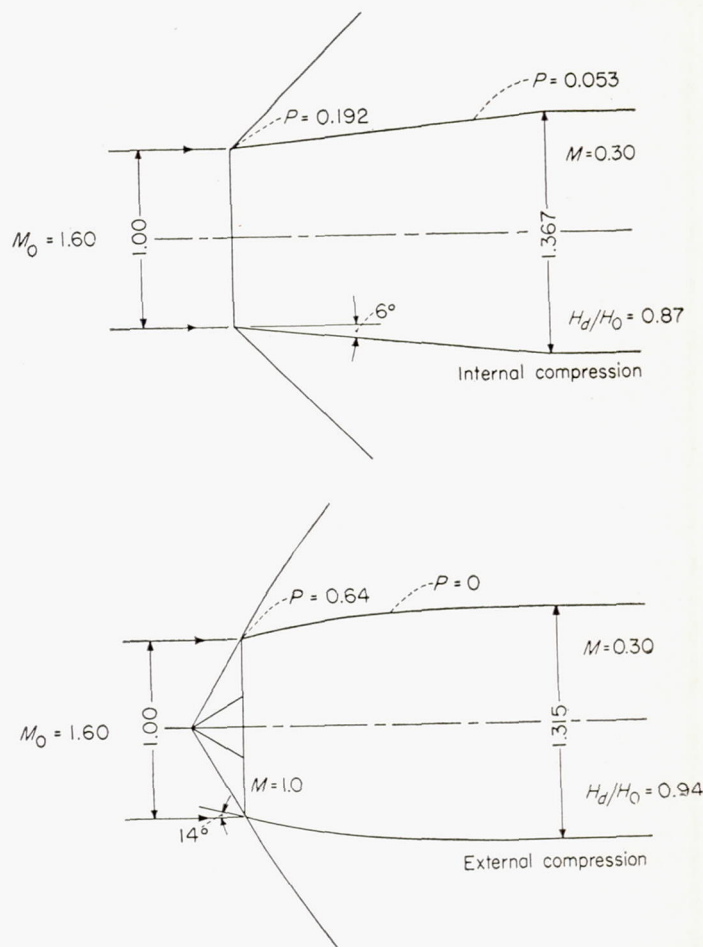 P = 0.053
P = 0.192
M = 0.30
M₀ = 1.60
1.00
1.367
6°
H_d/H₀ = 0.87
Internal compression
P = 0.64
P = 0
M = 0.30
M₀ = 1.60
1.00
1.315
M = 1.0
H_d/H₀ = 0.94
14°
External compression